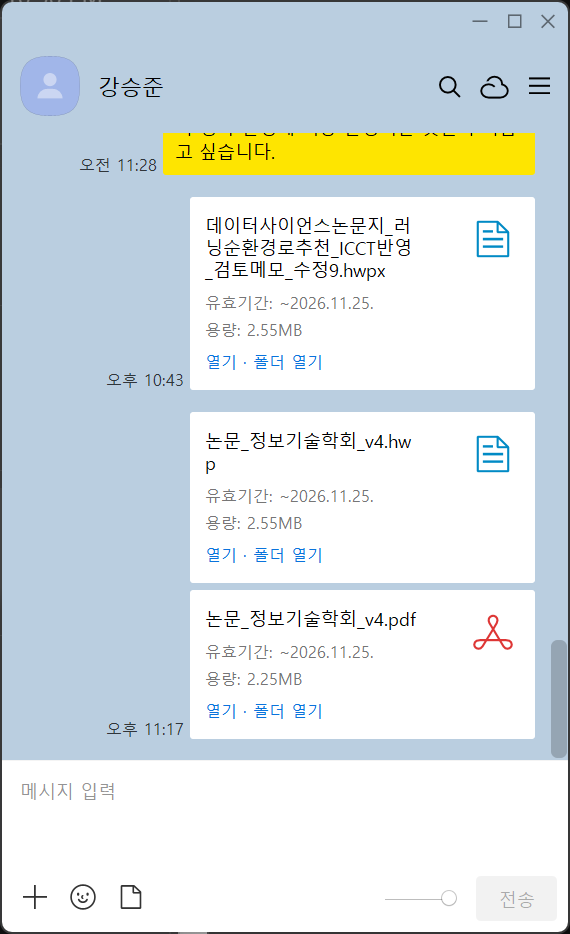 강승준
고 싶습니다.
오전 11:28
데이터사이언스논문지_러
닝순환경로추천_ICCT반영
_검토메모_수정9.hwpx
유효기간: ~2026.11.25.
용량: 2.55MB
열기 · 폴더 열기
오후 10:43
논문_정보기술학회_v4.hw
p
유효기간: ~2026.11.25.
용량: 2.55MB
열기 · 폴더 열기
논문_정보기술학회_v4.pdf
유효기간: ~2026.11.25.
용량: 2.25MB
열기 · 폴더 열기
오후 11:17
메시지 입력
전송